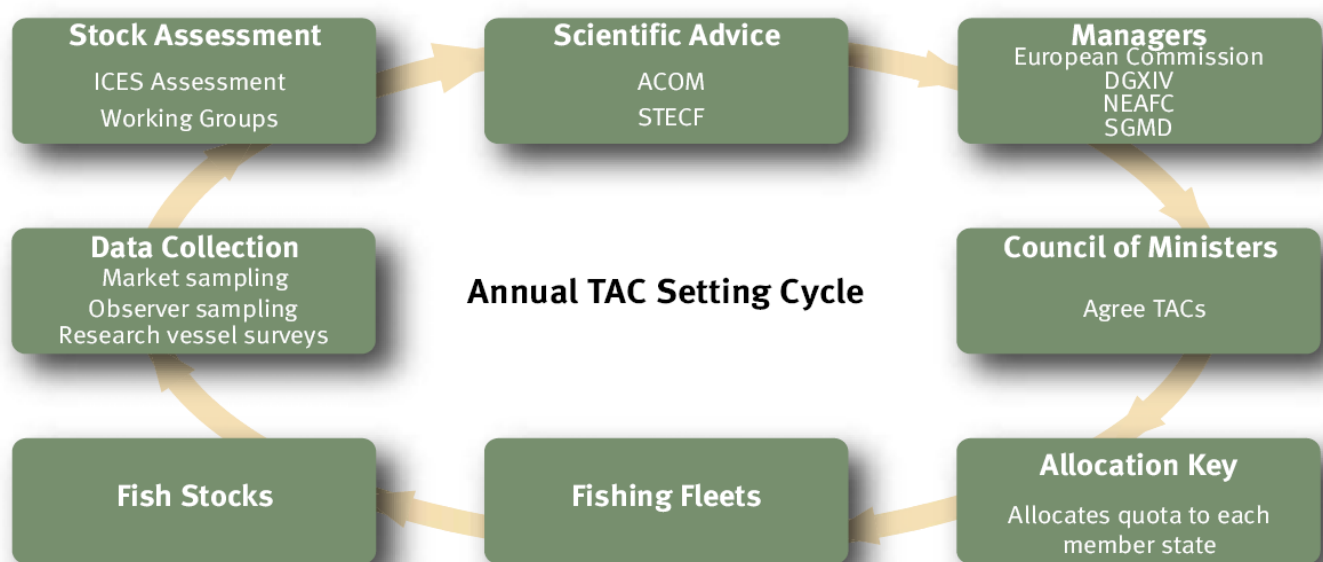 Stock Assessment
ICES Assessment
Working Groups
Scientific Advice
ACOM
STECF
Managers
European Commission
DGXIV
NEAFC
SGMD
Data Collection
Market sampling
Observer sampling
Research vessel surveys
Annual TAC Setting Cycle
Council of Ministers
Agree TACs
Fish Stocks
Fishing Fleets
Allocation Key
Allocates quota to each
member state